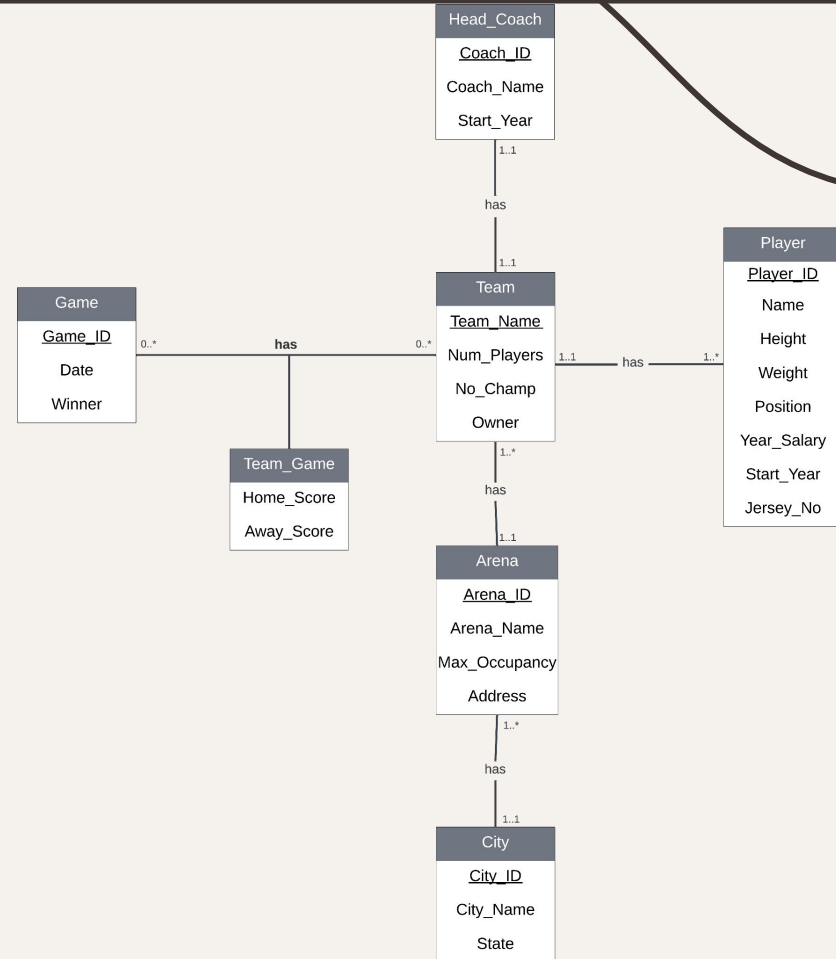 Head_Coach
Coach_ID
Coach_Name
Start_Year
1..1
has
1..1
Team
Team_Name
Num_Players
No_Champ
Owner
Game
Game_ID
Date
Winner
0..*
has
0..*
Team_Game
Home_Score
Away_Score
1..1
has
1..*
Player
Player_ID
Name
Height
Weight
Position
Year_Salary
Start_Year
Jersey_No
1..*
has
1..1
Arena
Arena_ID
Arena_Name
Max_Occupancy
Address
1..*
has
1..1
City
City_ID
City_Name
State